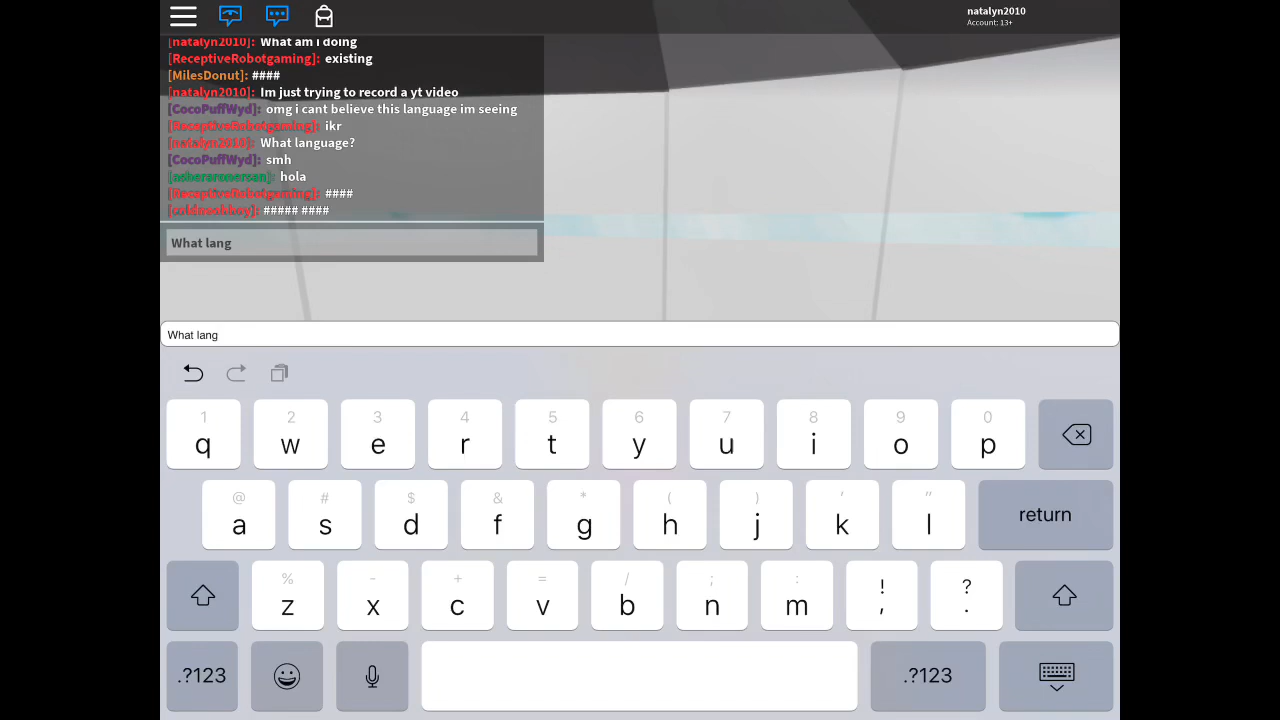 natalyn2010
Account: 13+
[natalyn2010]: What am i doing
[ReceptiveRobotgaming]: existing
[MilesDonut]: ####
[natalyn2010]: Im just trying to record a yt video
[CocoPuffWyd]: omg i cant believe this language im seeing
[ReceptiveRobotgaming]: ikr
[natalyn2010]: What language?
[CocoPuffWyd]: smh
hola
[ReceptiveRobotgaming]: ####
##### ####
What lang
What lang
1 2 3 4 5 6 7 8 9 0
q w e r t y u i o p
@ # $ & * ( ) ' "
a s d f g h j k l return
% - + = / ; : ! ?
z x c v b n m , .
.?123 .?123